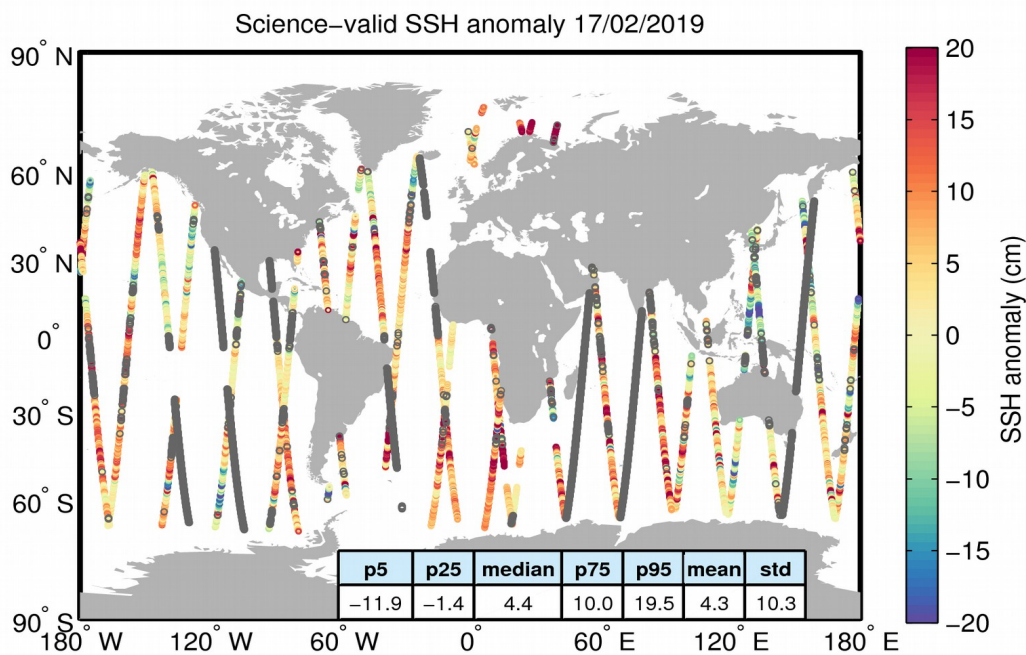 Science−valid SSH anomaly 17/02/2019
90° N
60° N
30° N
0°
30° S
60° S
90° S
180° W
120° W
60° W
0°
60° E
120° E
180° E
p5 p25 median p75 p95 mean std
−11.9 −1.4 4.4 10.0 19.5 4.3 10.3
20
15
10
5
0
−5
−10
−15
−20
SSH anomaly (cm)